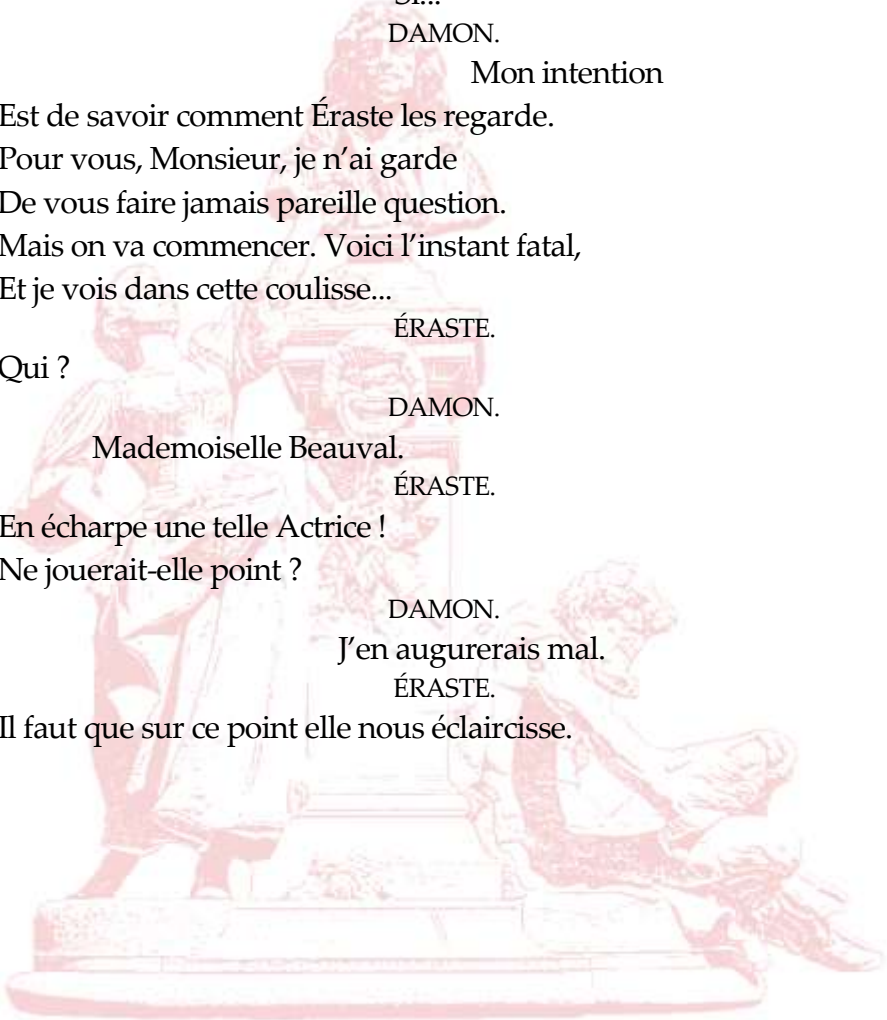 Si...
DAMON.
Mon intention
Est de savoir comment Éraste les regarde.
Pour vous, Monsieur, je n’ai garde
De vous faire jamais pareille question.
Mais on va commencer. Voici l’instant fatal,
Et je vois dans cette coulisse...
ÉRASTE.
Qui ?
DAMON.
Mademoiselle Beauval.
ÉRASTE.
En écharpe une telle Actrice !
Ne jouerait-elle point ?
DAMON.
J’en augurerais mal.
ÉRASTE.
Il faut que sur ce point elle nous éclaircisse.